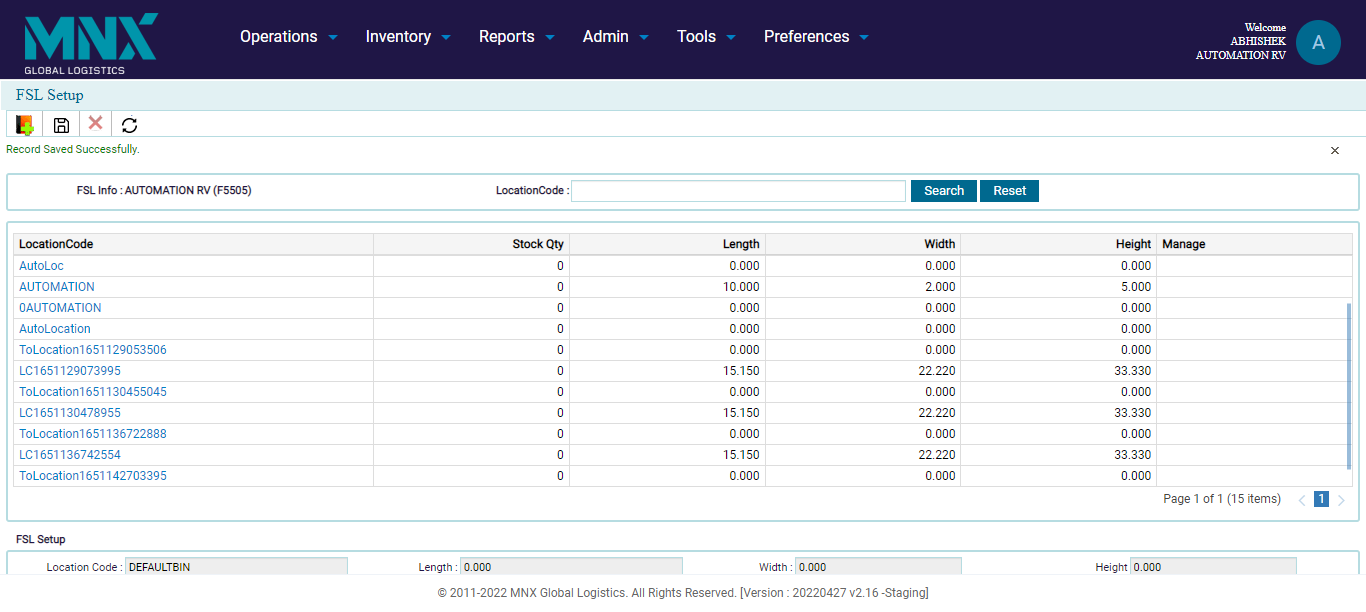 MNX
GLOBAL LOGISTICS
Operations Inventory Reports Admin Tools Preferences
Welcome
ABHISHEK
AUTOMATION RV
A
FSL Setup
Record Saved Successfully.
FSL Info : AUTOMATION RV (F5505) LocationCode : Search Reset
LocationCode Stock Qty Length Width Height Manage
AutoLoc 0 0.000 0.000 0.000
AUTOMATION 0 10.000 2.000 5.000
0AUTOMATION 0 0.000 0.000 0.000
AutoLocation 0 0.000 0.000 0.000
ToLocation1651129053506 0 0.000 0.000 0.000
LC1651129073995 0 15.150 22.220 33.330
ToLocation1651130455045 0 0.000 0.000 0.000
LC1651130478955 0 15.150 22.220 33.330
ToLocation1651136722888 0 0.000 0.000 0.000
LC1651136742554 0 15.150 22.220 33.330
ToLocation1651142703395 0 0.000 0.000 0.000
Page 1 of 1 (15 items) 1
FSL Setup
Location Code : DEFAULTBIN Length : 0.000 Width : 0.000 Height 0.000
© 2011-2022 MNX Global Logistics. All Rights Reserved. [Version : 20220427 v2.16 -Staging]